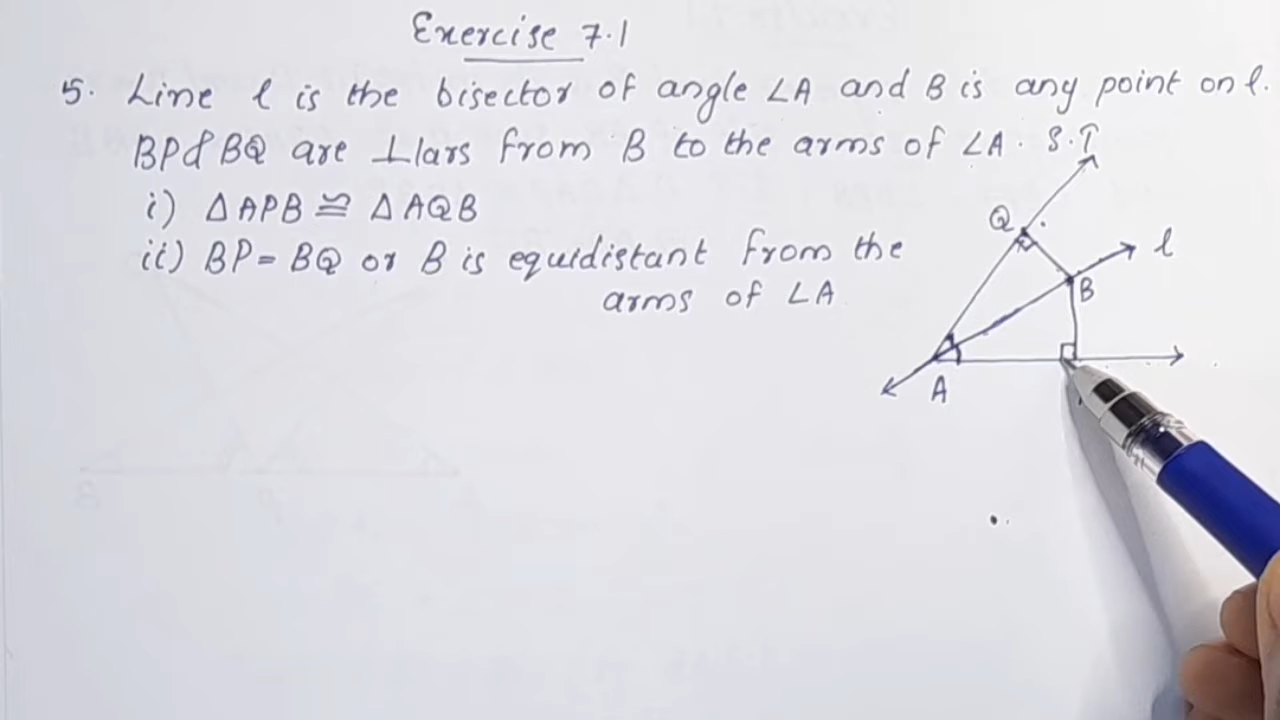 Exercise 7.1
5. Line l is the bisector of angle ∠A and B is any point on l.
BP & BQ are ⊥lars from B to the arms of ∠A. S.T
i) △APB ≅ △AQB
ii) BP = BQ or B is equidistant from the
arms of ∠A
Q
l
B
A